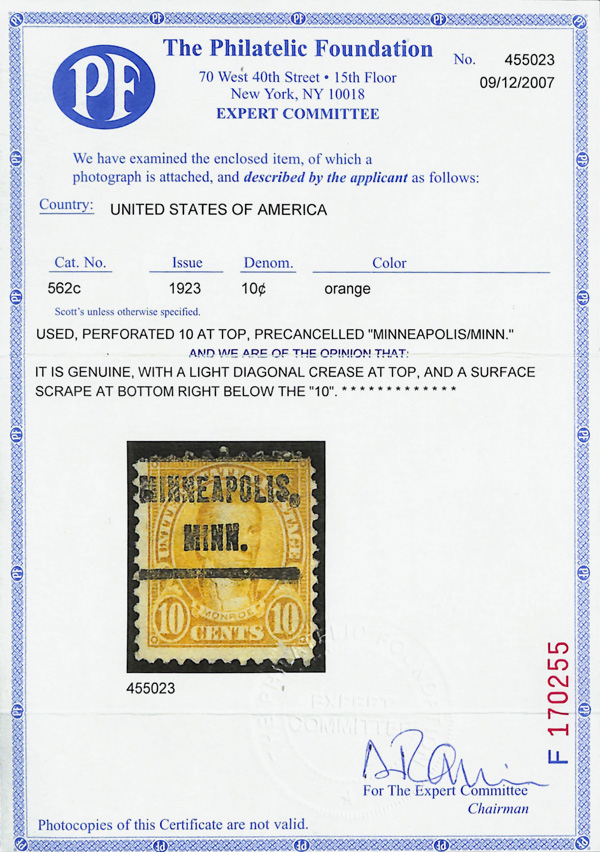 PF
The Philatelic Foundation
No. 455023
70 West 40th Street • 15th Floor
09/12/2007
New York, NY 10018
EXPERT COMMITTEE
We have examined the enclosed item, of which a
photograph is attached, and described by the applicant as follows:
Country: UNITED STATES OF AMERICA
Cat. No. Issue Denom. Color
562c 1923 10¢ orange
Scott's unless otherwise specified.
USED, PERFORATED 10 AT TOP, PRECANCELLED "MINNEAPOLIS/MINN."
AND WE ARE OF THE OPINION THAT:
IT IS GENUINE, WITH A LIGHT DIAGONAL CREASE AT TOP, AND A SURFACE
SCRAPE AT BOTTOM RIGHT BELOW THE "10". * * * * * * * * * * * * *
MINNEAPOLIS,
MINN.
MONROE
10 CENTS 10
455023
EXPERT
COMMITTEE
F 170255
For The Expert Committee
Chairman
Photocopies of this Certificate are not valid.